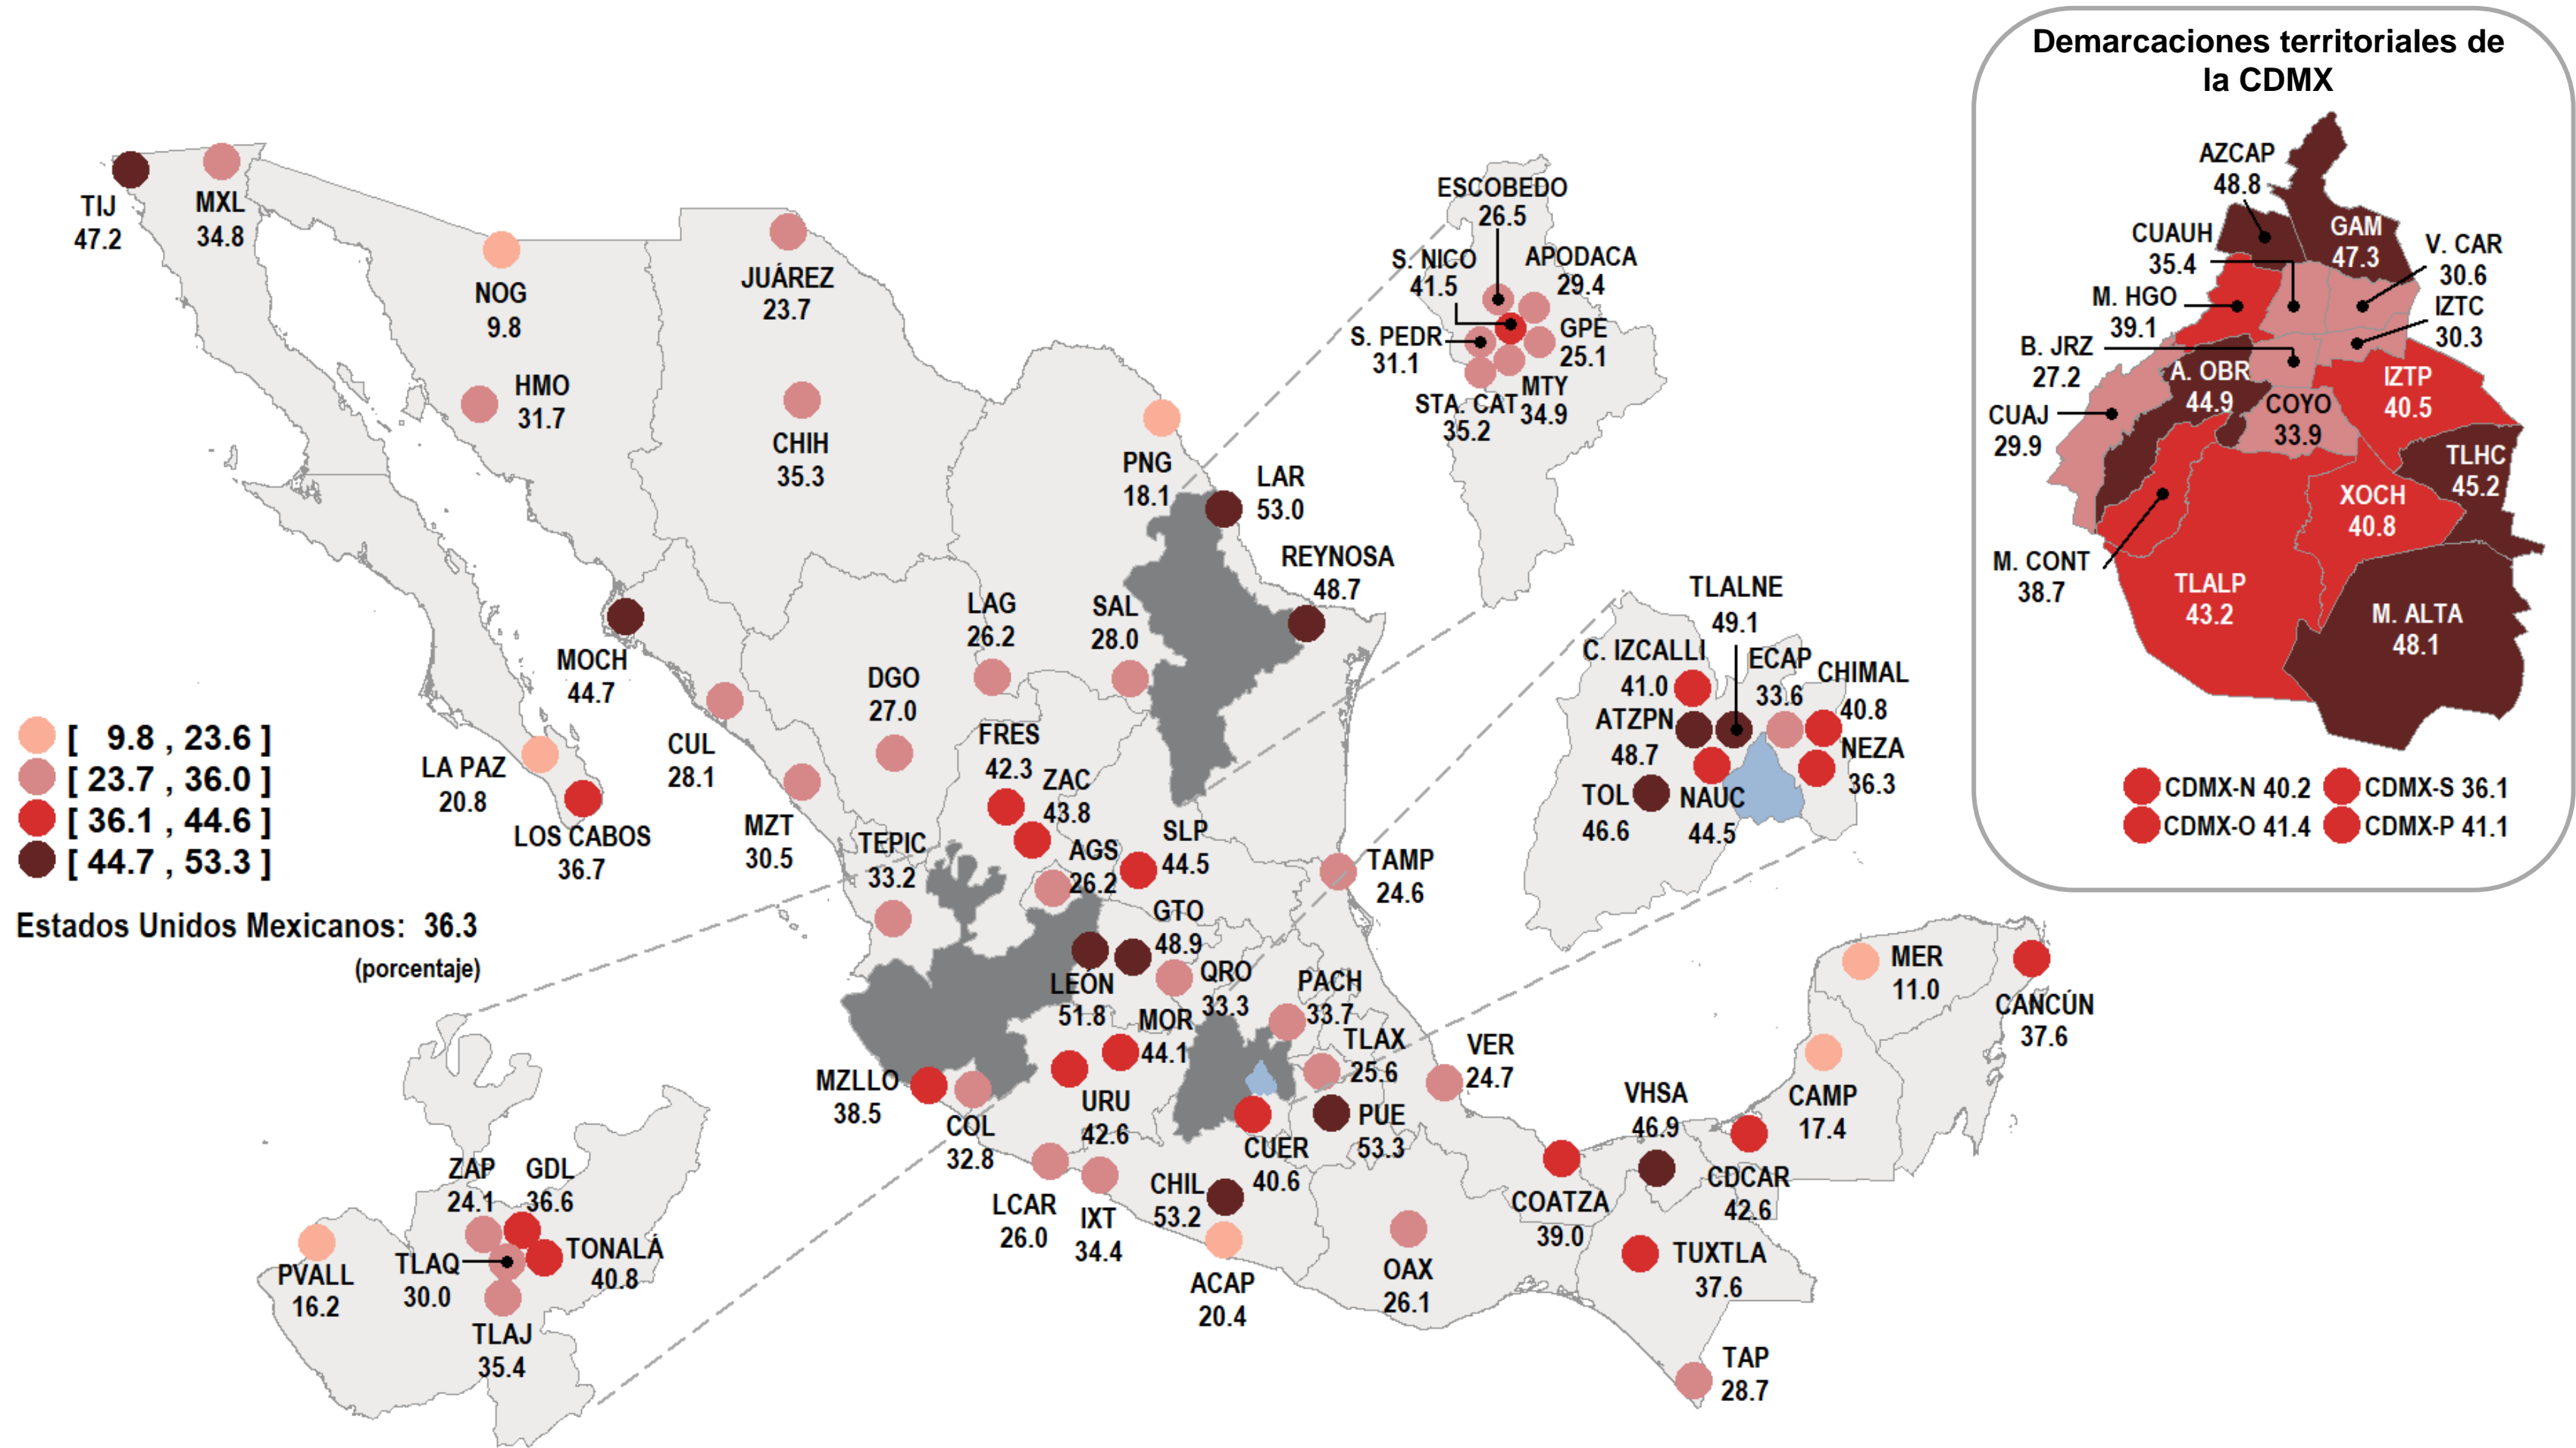 Demarcaciones territoriales de
la CDMX
AZCAP
48.8
GAM
47.3
CUAUH
35.4
V. CAR
30.6
M. HGO
39.1
IZTC
30.3
B. JRZ
27.2
A. OBR
44.9
IZTP
40.5
COYO
33.9
CUAJ
29.9
TLHC
45.2
XOCH
40.8
M. CONT
38.7
TLALP
43.2
M. ALTA
48.1
CDMX-N 40.2
CDMX-S 36.1
CDMX-O 41.4
CDMX-P 41.1
TIJ
47.2
MXL
34.8
NOG
9.8
HMO
31.7
JUÁREZ
23.7
CHIH
35.3
PNG
18.1
LAR
53.0
REYNOSA
48.7
ESCOBEDO
26.5
S. NICO
41.5
APODACA
29.4
S. PEDR
31.1
GPE
25.1
MTY
34.9
STA. CAT
35.2
MOCH
44.7
LAG
26.2
SAL
28.0
DGO
27.0
CUL
28.1
LA PAZ
20.8
LOS CABOS
36.7
MZT
30.5
FRES
42.3
ZAC
43.8
TEPIC
33.2
AGS
26.2
SLP
44.5
TAMP
24.6
TLALNE
49.1
C. IZCALLI
41.0
ECAP
33.6
CHIMAL
40.8
ATZPN
48.7
NEZA
36.3
TOL
46.6
NAUC
44.5
[ 9.8 , 23.6 ]
[ 23.7 , 36.0 ]
[ 36.1 , 44.6 ]
[ 44.7 , 53.3 ]
Estados Unidos Mexicanos: 36.3
(porcentaje)
GTO
48.9
LEÓN
51.8
QRO
33.3
PACH
33.7
MOR
44.1
TLAX
25.6
VER
24.7
MZLLO
38.5
COL
32.8
URU
42.6
CUER
40.6
PUE
53.3
LCAR
26.0
IXT
34.4
CHIL
53.2
ACAP
20.4
OAX
26.1
COATZA
39.0
VHSA
46.9
CDCAR
42.6
CAMP
17.4
MER
11.0
CANCÚN
37.6
TUXTLA
37.6
TAP
28.7
ZAP
24.1
GDL
36.6
PVALL
16.2
TLAQ
30.0
TONALÁ
40.8
TLAJ
35.4